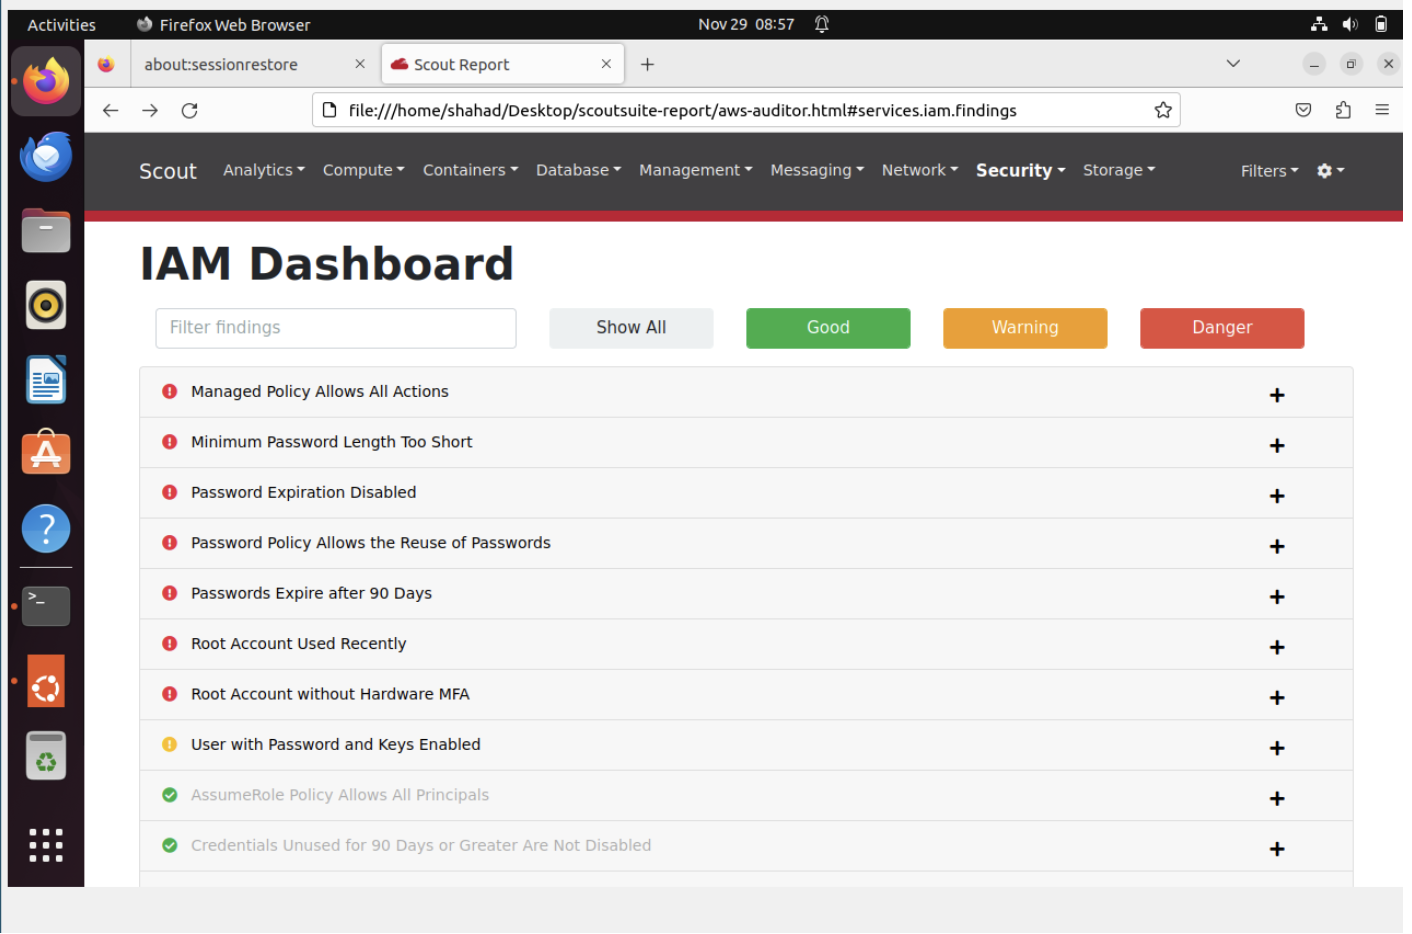 Activities Firefox Web Browser Nov 29 08:57
about:sessionrestore Scout Report
file:///home/shahad/Desktop/scoutsuite-report/aws-auditor.html#services.iam.findings
Scout Analytics Compute Containers Database Management Messaging Network Security Storage Filters
IAM Dashboard
Filter findings Show All Good Warning Danger
Managed Policy Allows All Actions
Minimum Password Length Too Short
Password Expiration Disabled
Password Policy Allows the Reuse of Passwords
Passwords Expire after 90 Days
Root Account Used Recently
Root Account without Hardware MFA
User with Password and Keys Enabled
AssumeRole Policy Allows All Principals
Credentials Unused for 90 Days or Greater Are Not Disabled